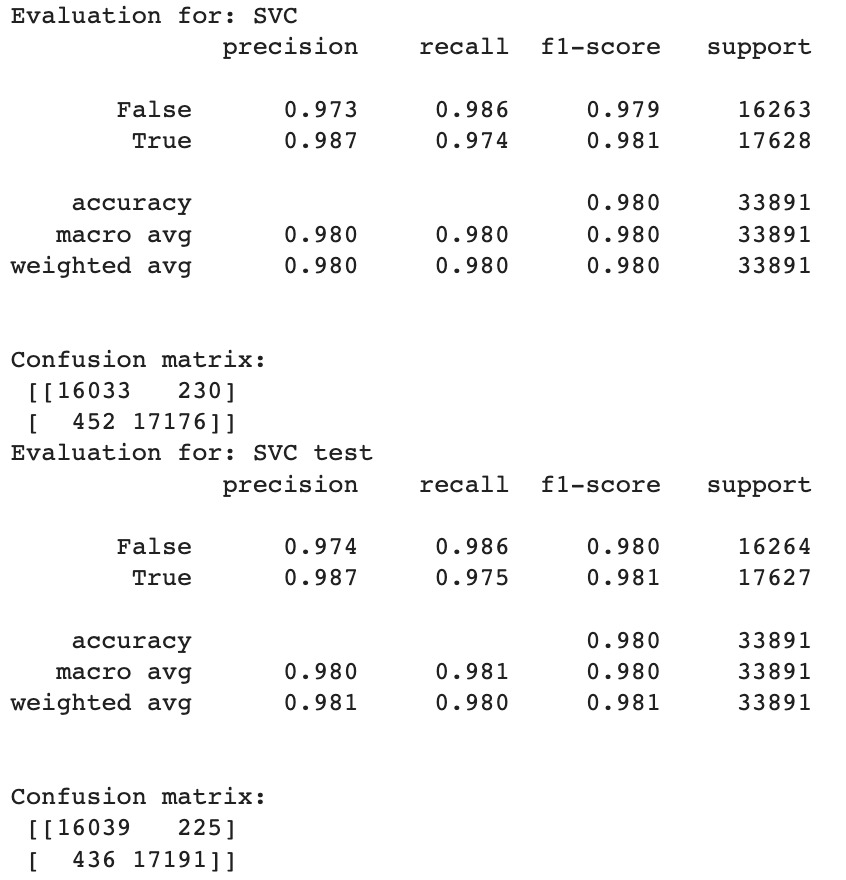 Evaluation for: SVC
precision recall f1-score support
False 0.973 0.986 0.979 16263
True 0.987 0.974 0.981 17628
accuracy 0.980 33891
macro avg 0.980 0.980 0.980 33891
weighted avg 0.980 0.980 0.980 33891
Confusion matrix:
[[16033 230]
[ 452 17176]]
Evaluation for: SVC test
precision recall f1-score support
False 0.974 0.986 0.980 16264
True 0.987 0.975 0.981 17627
accuracy 0.980 33891
macro avg 0.980 0.981 0.980 33891
weighted avg 0.981 0.980 0.981 33891
Confusion matrix:
[[16039 225]
[ 436 17191]]